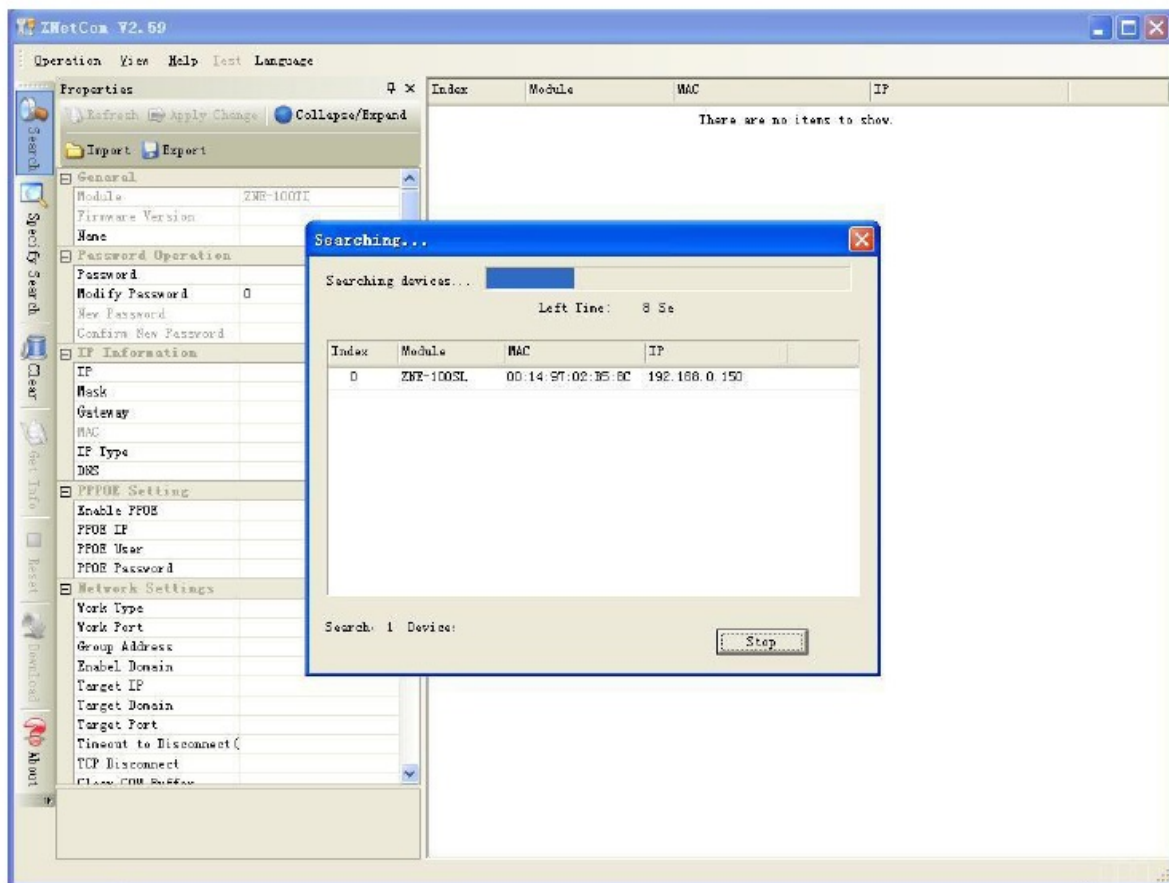 ZNetCom V2.59
Operation View Help Test Language
Properties
Refresh Apply Change Collapse/Expand
Import Export
Search
Specify Search
Clear
Get Info
Reset
Download
About
General
Module ZNE-100TI
Firmware Version
Name
Password Operation
Password
Modify Password 0
New Password
Confirm New Password
IP Information
IP
Mask
Gateway
MAC
IP Type
DNS
PPPOE Setting
Enable PPOE
PPOE IP
PPOE User
PPOE Password
Network Settings
Work Type
Work Port
Group Address
Enabel Domain
Target IP
Target Domain
Target Port
Timeout to Disconnect(
TCP Disconnect
Clear COM Buffer
Index Module MAC IP
There are no items to show.
Searching...
Searching devices...
Left Time: 8 Se
Index Module MAC IP
0 ZNE-100SL 192.168.0.150
Search: 1 Device:
Stop